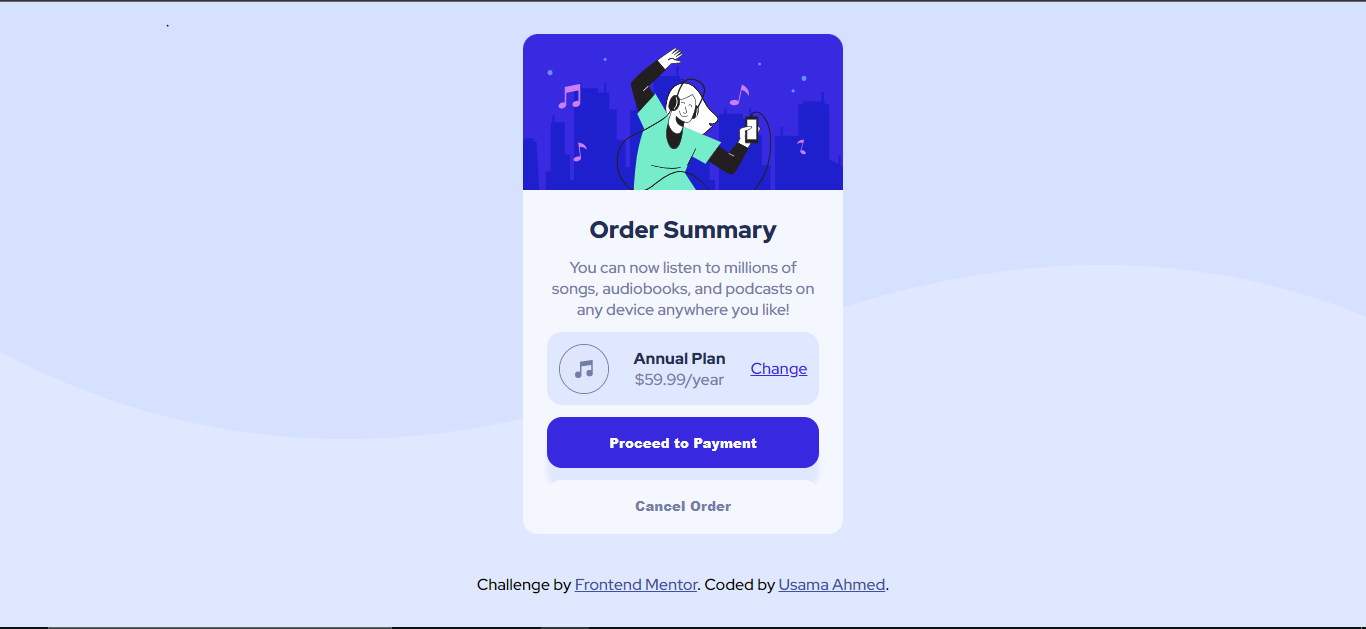 Order Summary
You can now listen to millions of
songs, audiobooks, and podcasts on
any device anywhere you like!
Annual Plan
$59.99/year
Change
Proceed to Payment
Cancel Order
Challenge by Frontend Mentor. Coded by Usama Ahmed.